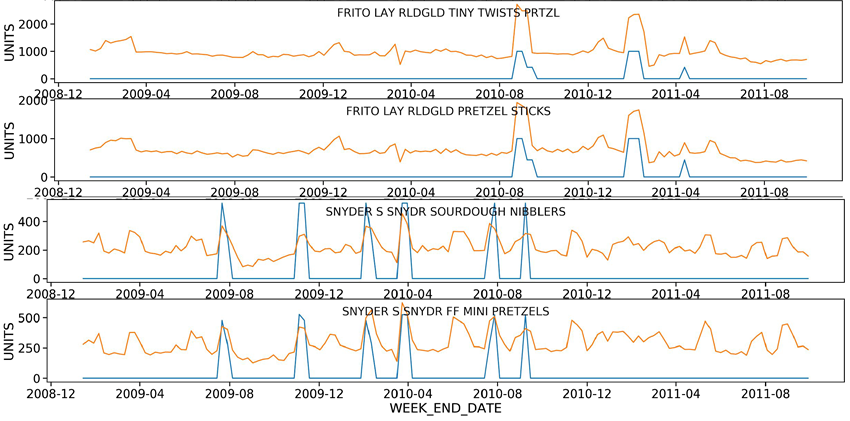 FRITO LAY RLDGLD TINY TWISTS PRTZL
UNITS
2000
1000
0
2008-12 2009-04 2009-08 2009-12 2010-04 2010-08 2010-12 2011-04 2011-08
FRITO LAY RLDGLD PRETZEL STICKS
UNITS
2000
1000
0
2008-12 2009-04 2009-08 2009-12 2010-04 2010-08 2010-12 2011-04 2011-08
SNYDER S SNYDR SOURDOUGH NIBBLERS
UNITS
400
200
0
2008-12 2009-04 2009-08 2009-12 2010-04 2010-08 2010-12 2011-04 2011-08
SNYDER S SNYDR FF MINI PRETZELS
UNITS
500
250
0
2008-12 2009-04 2009-08 2009-12 2010-04 2010-08 2010-12 2011-04 2011-08
WEEK_END_DATE